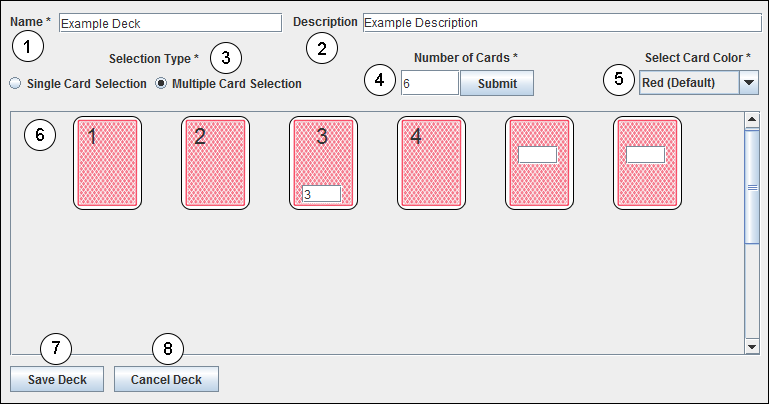 Name * Example Deck Description Example Description
1 2
Selection Type * 3 Number of Cards * Select Card Color *
Single Card Selection Multiple Card Selection 4 6 Submit 5 Red (Default)
6 1 2 3 4
3
7 8
Save Deck Cancel Deck